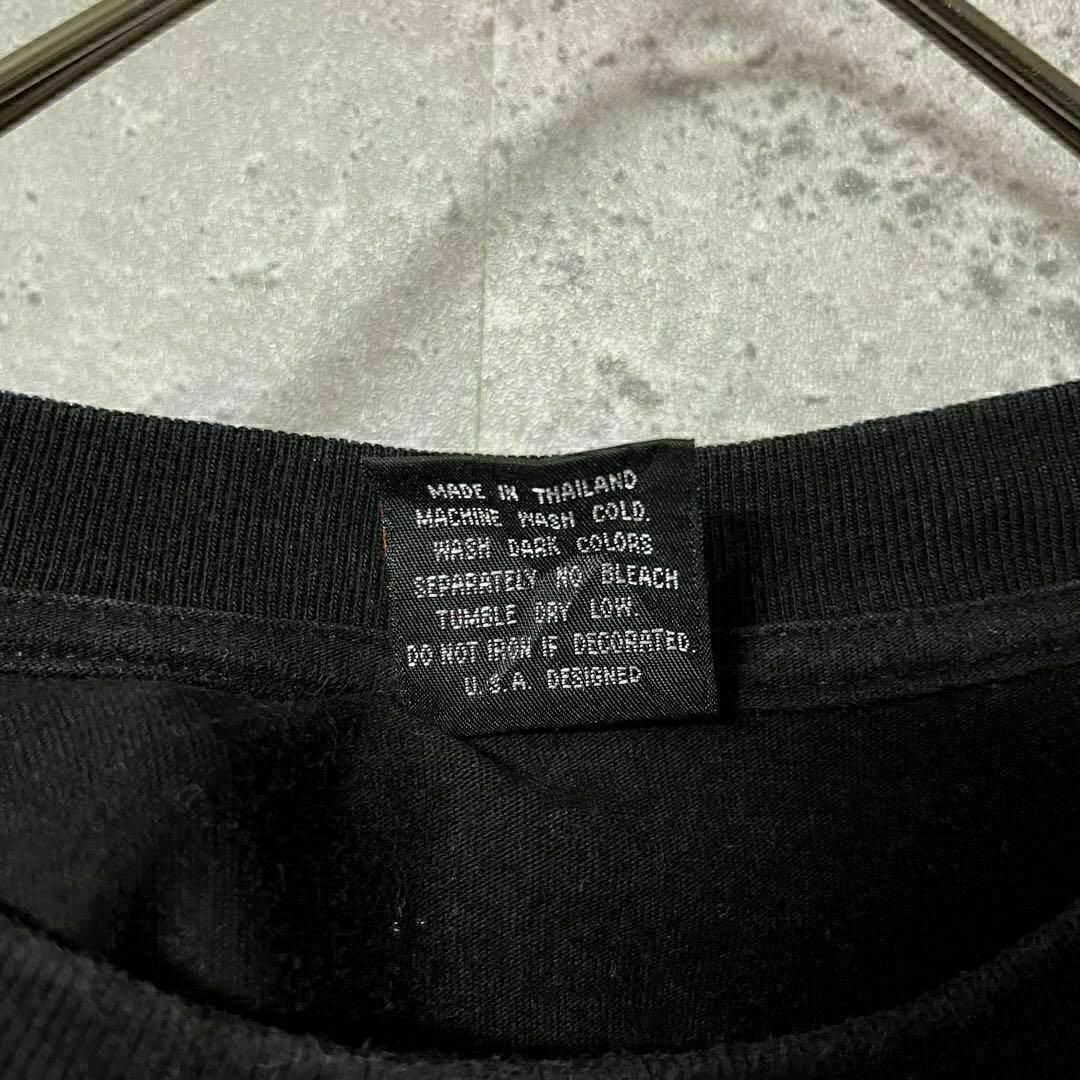 MADE IN THAILAND
MACHINE WASH COLD.
WASH DARK COLORS
SEPARATELY NO BLEACH
TUMBLE DRY LOW.
DO NOT IRON IF DECORATED.
U.S.A. DESIGNED